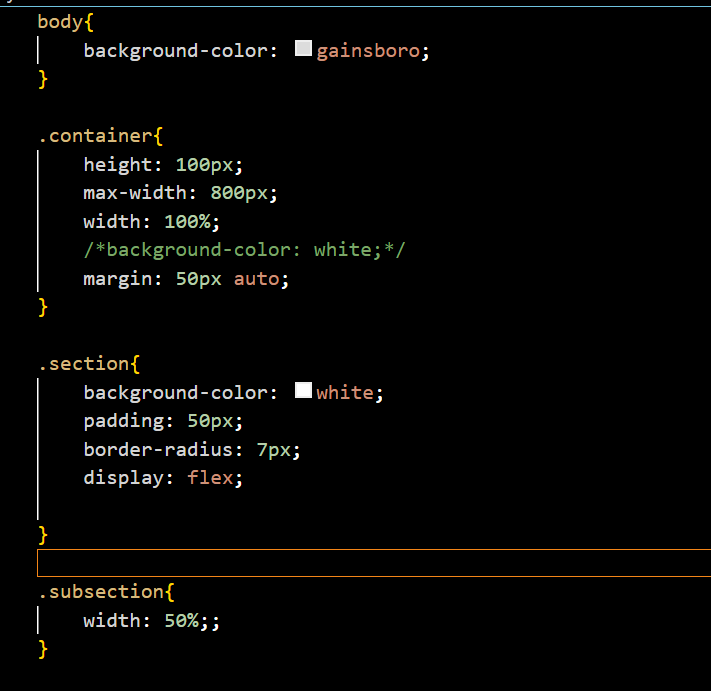 body{
    background-color: gainsboro;
}
.container{
    height: 100px;
    max-width: 800px;
    width: 100%;
    /*background-color: white;*/
    margin: 50px auto;
}
.section{
    background-color: white;
    padding: 50px;
    border-radius: 7px;
    display: flex;
}
.subsection{
    width: 50%;;
}